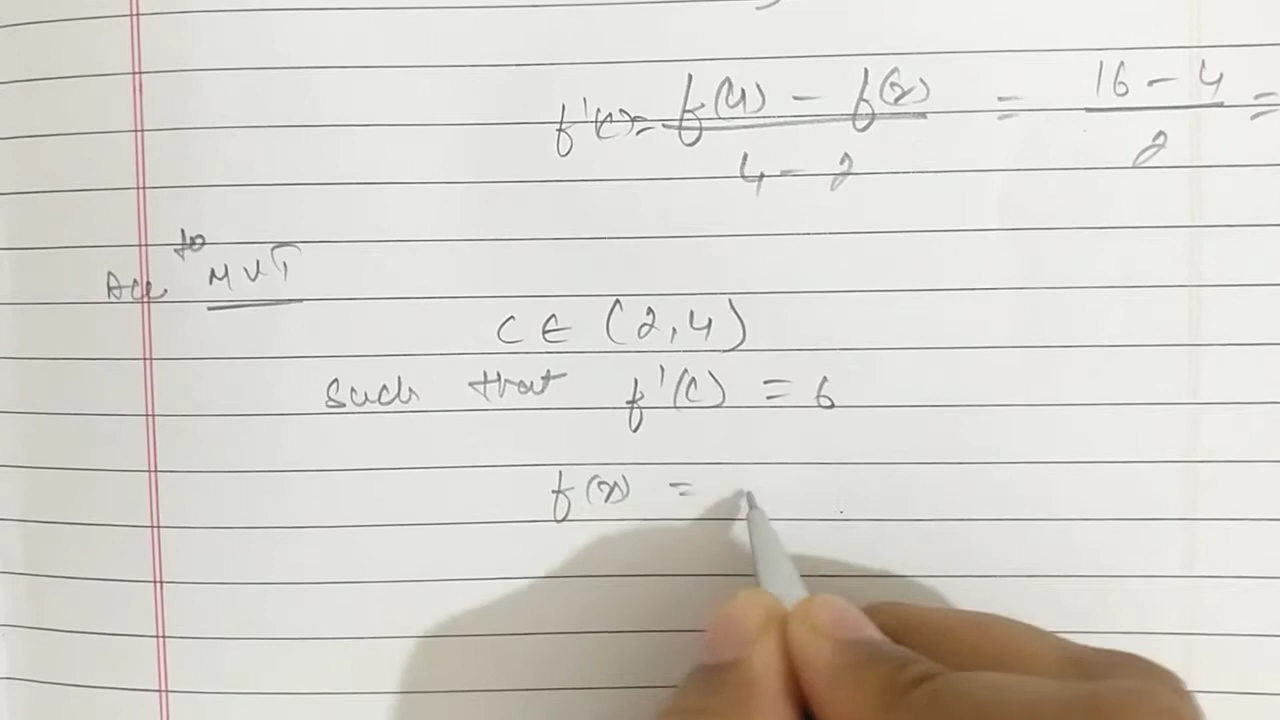 f'(c) = f(4) - f(2) / 4 - 2 = 16 - 4 / 2 =
Acc to MVT
C ∈ (2,4)
Such that f'(c) = 6
f(x) =